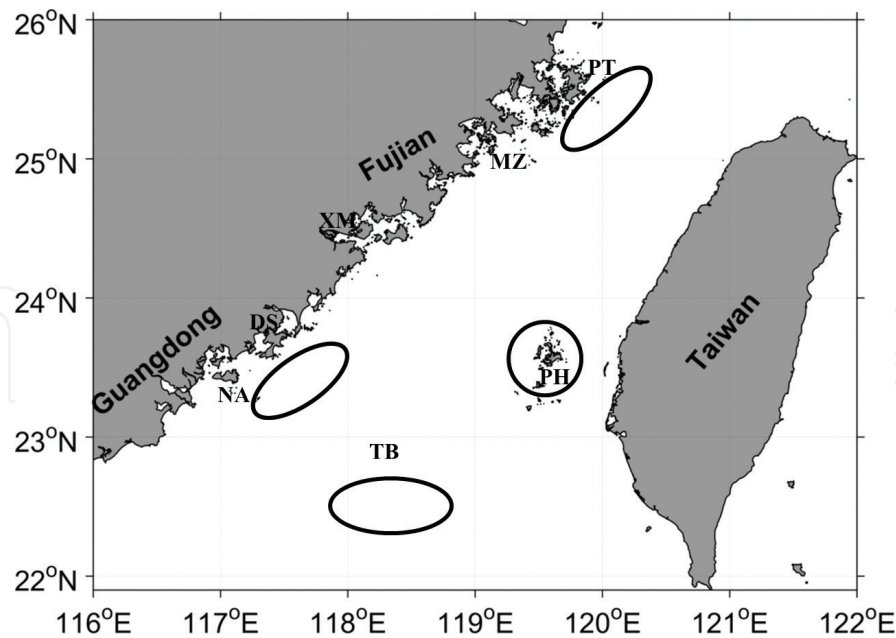 26°N
PT
25°N
Fujian
MZ
XM
24°N
DS
Guangdong
Taiwan
PH
NA
23°N
TB
22°N
116°E 117°E 118°E 119°E 120°E 121°E 122°E